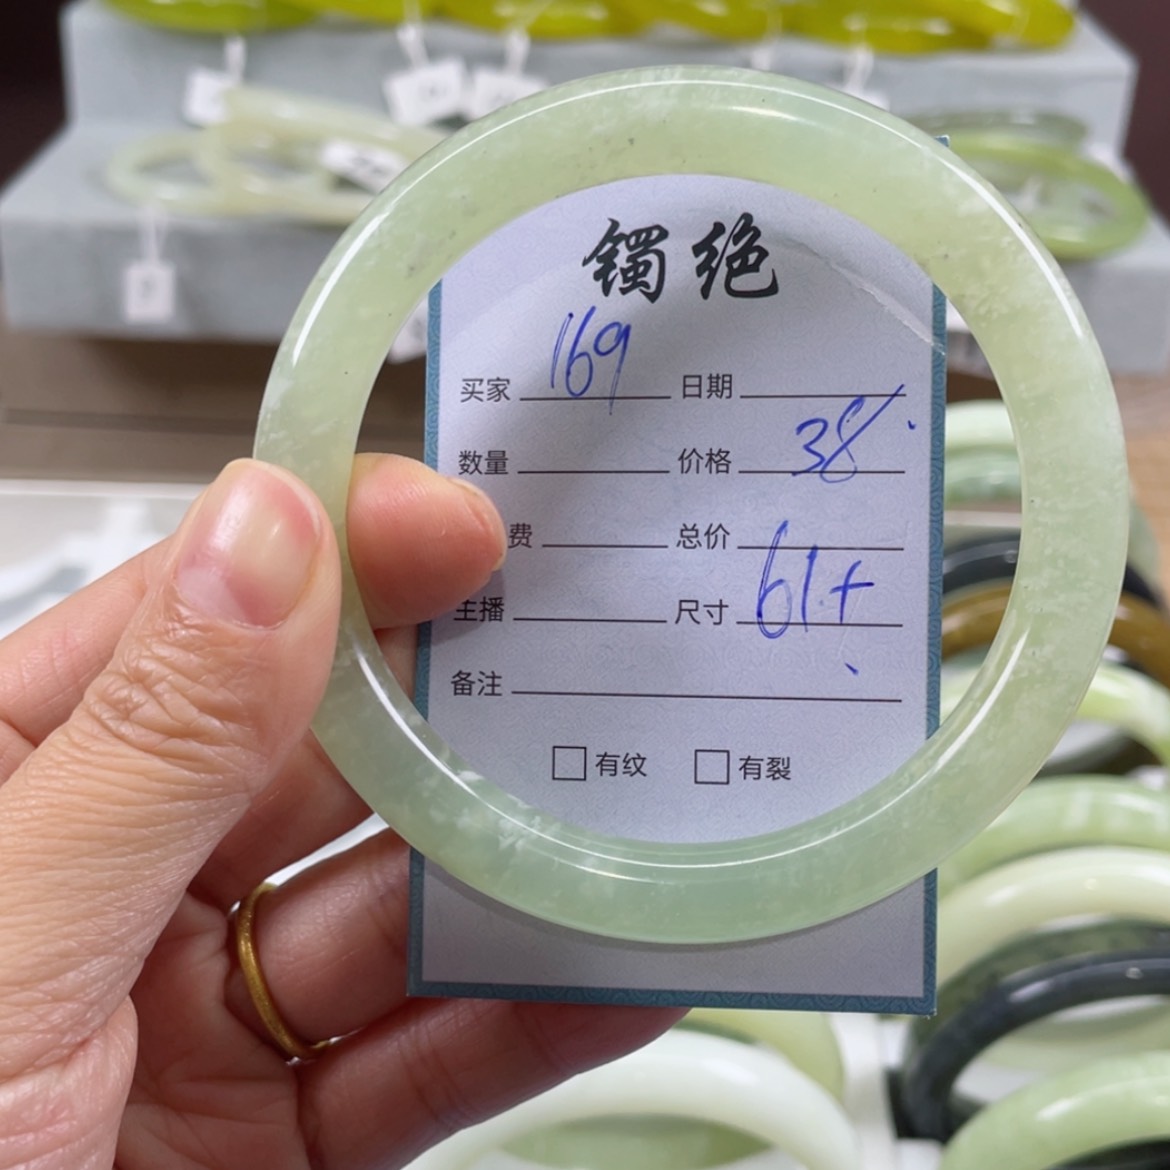 镯绝
买家 169 日期
数量 价格 38
费 总价
主播 尺寸 61+
备注
有纹 有裂